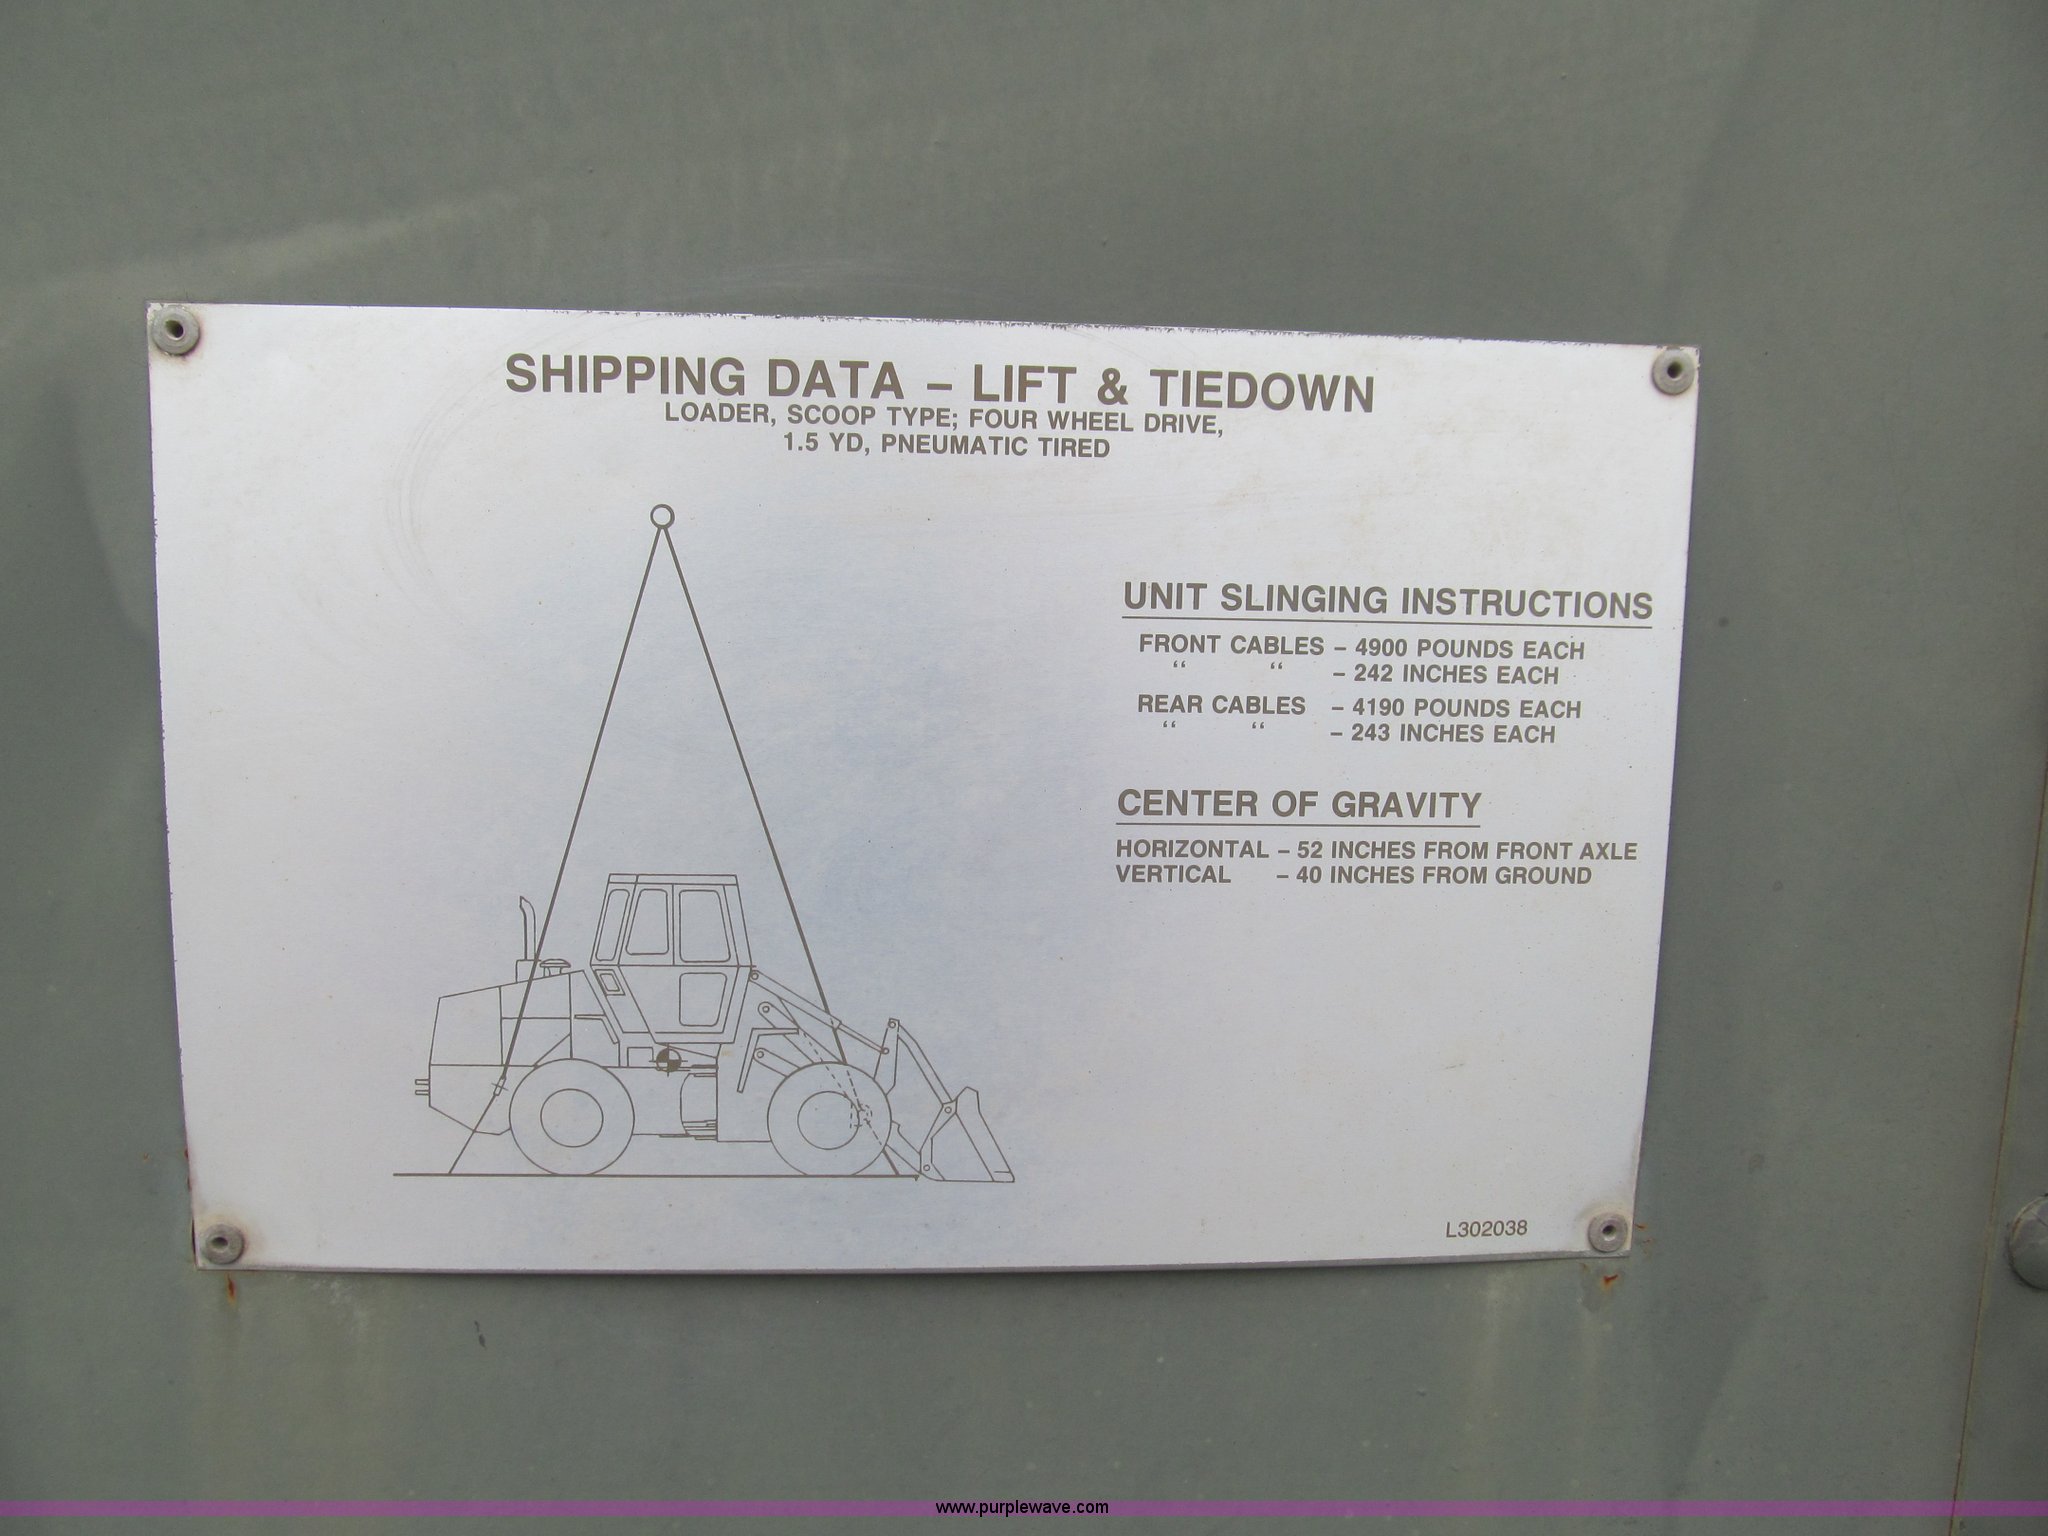 SHIPPING DATA – LIFT & TIEDOWN
LOADER, SCOOP TYPE; FOUR WHEEL DRIVE,
1.5 YD, PNEUMATIC TIRED
UNIT SLINGING INSTRUCTIONS
FRONT CABLES – 4900 POUNDS EACH
“ “ – 242 INCHES EACH
REAR CABLES – 4190 POUNDS EACH
“ “ – 243 INCHES EACH
CENTER OF GRAVITY
HORIZONTAL – 52 INCHES FROM FRONT AXLE
VERTICAL – 40 INCHES FROM GROUND
L302038
www.purplewave.com